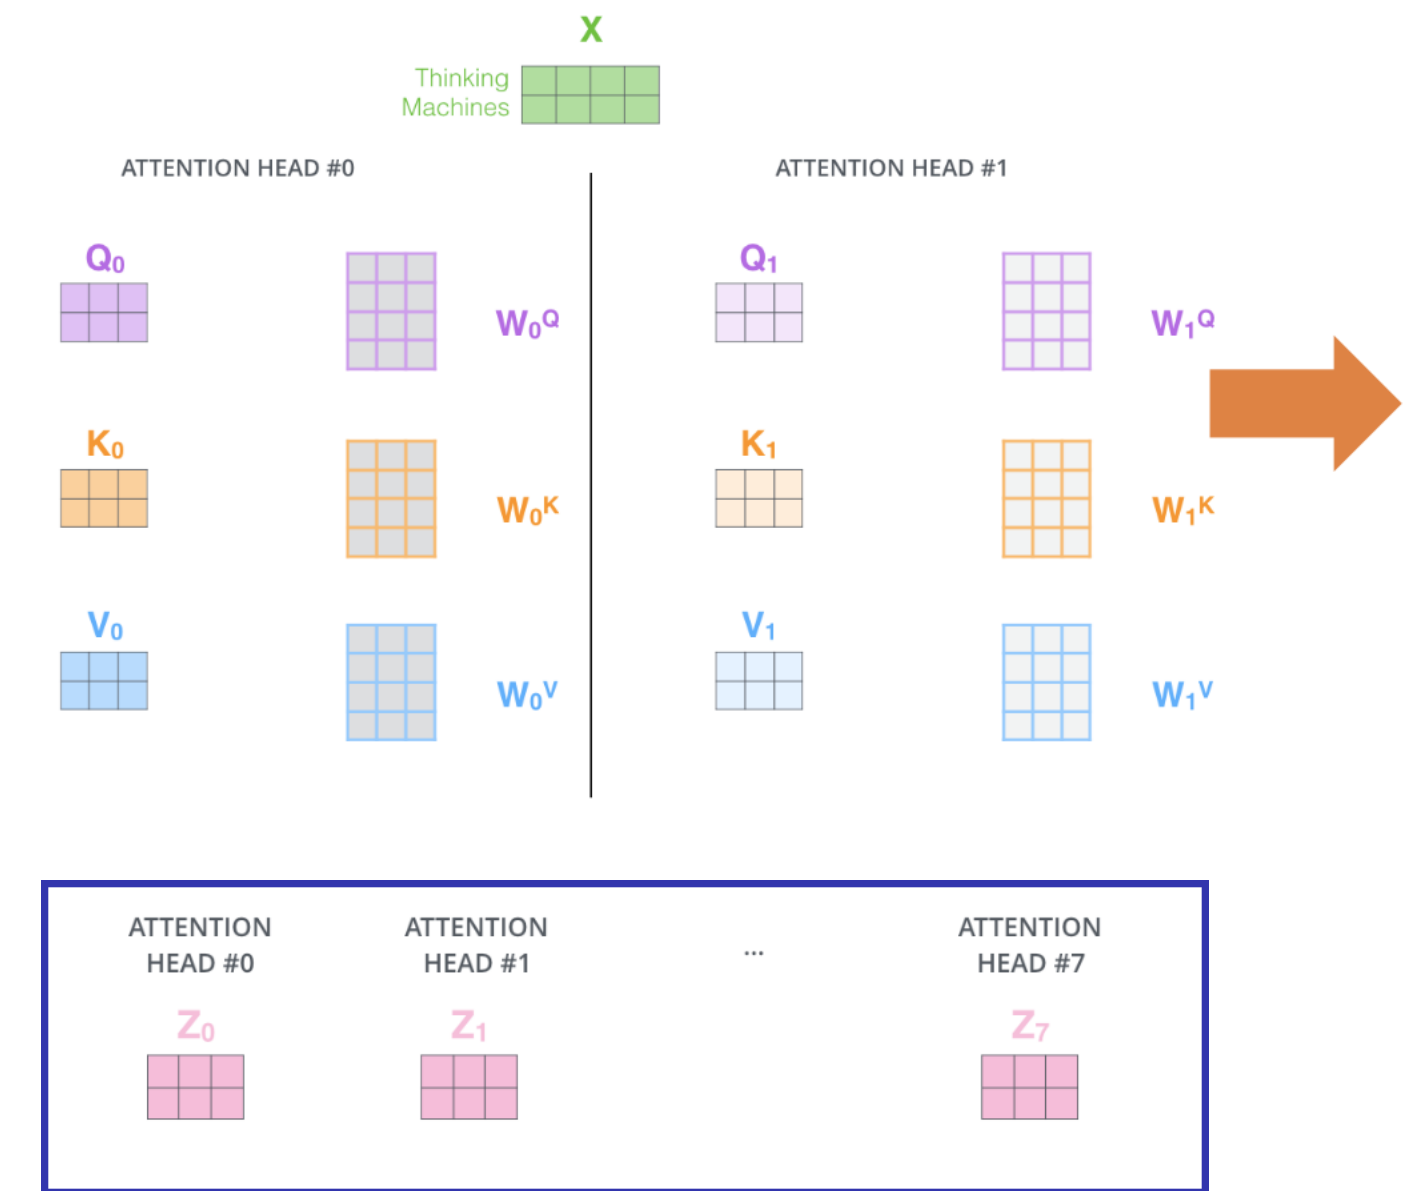 X
Thinking
Machines
ATTENTION HEAD #0
ATTENTION HEAD #1
Q₀
W₀Q
Q₁
W₁Q
K₀
W₀K
K₁
W₁K
V₀
W₀V
V₁
W₁V
ATTENTION
HEAD #0
ATTENTION
HEAD #1
...
ATTENTION
HEAD #7
Z₀
Z₁
Z₇